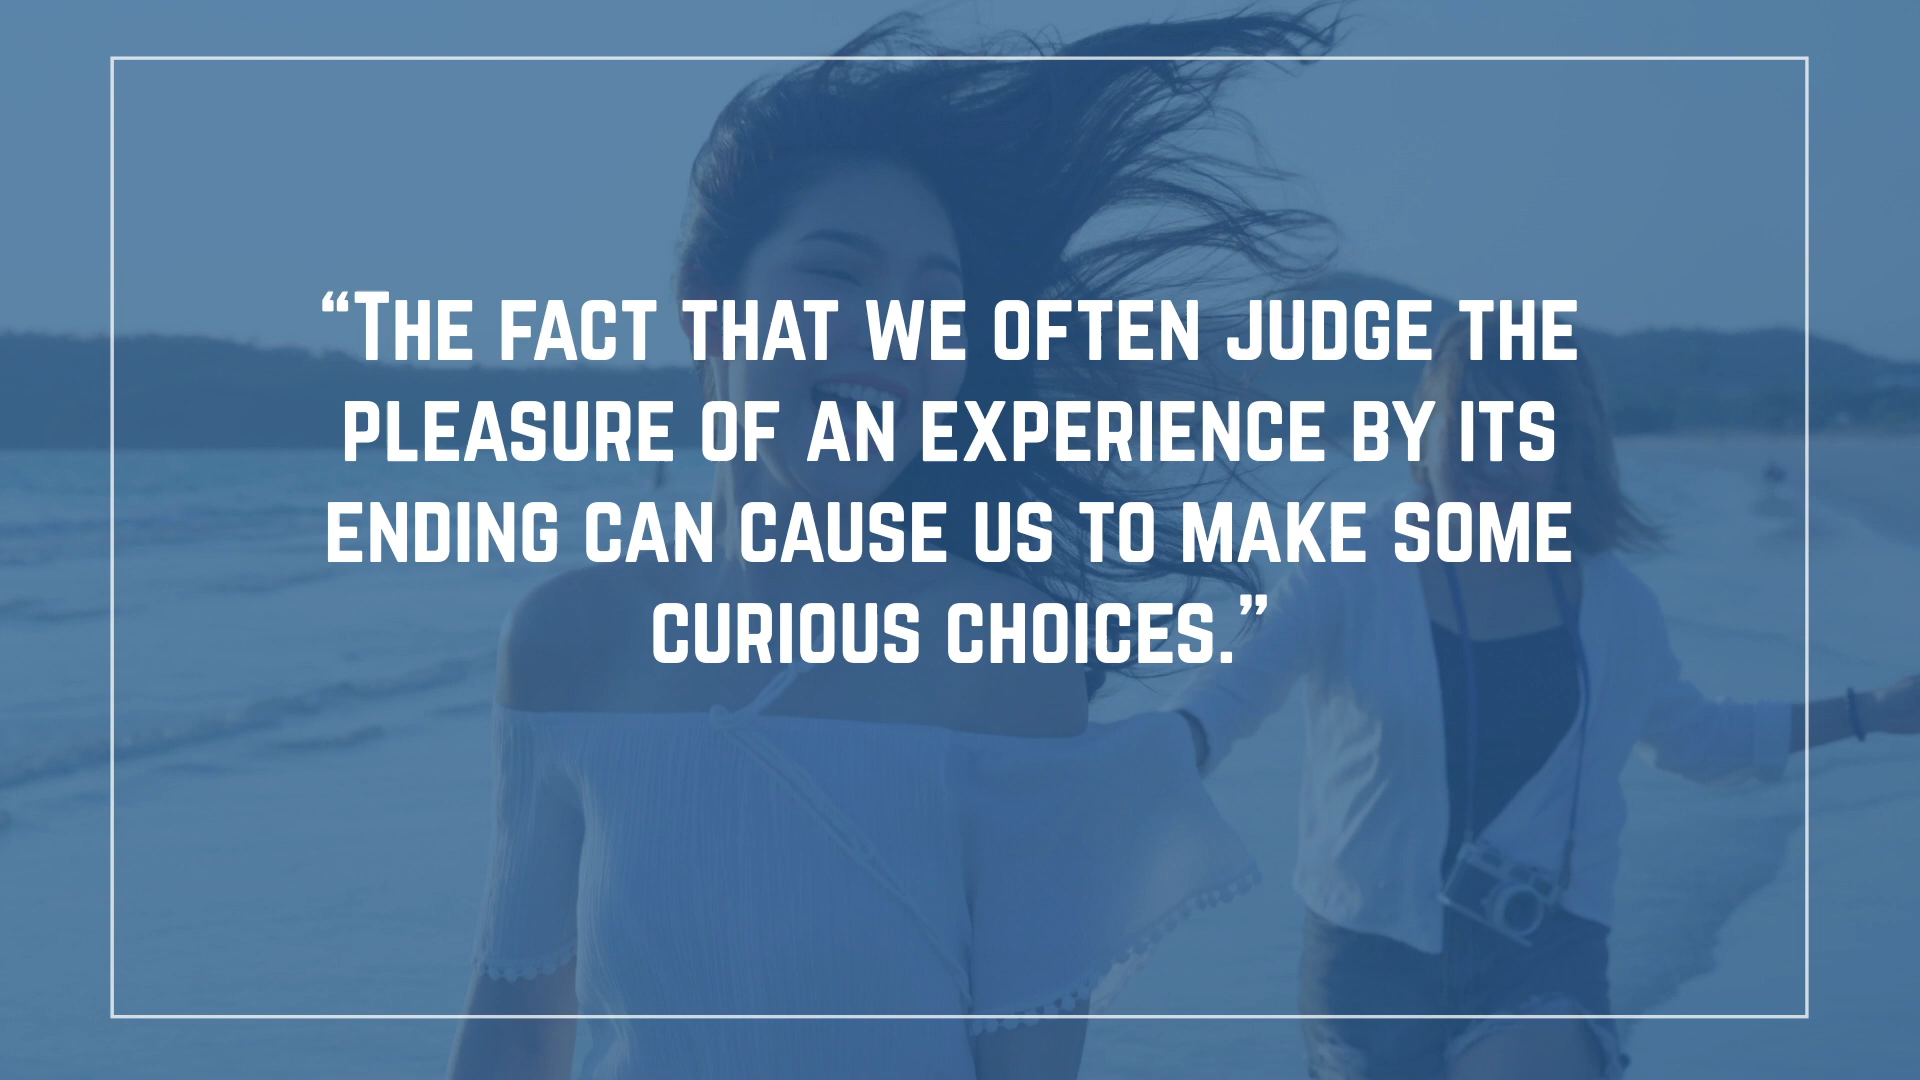 “The fact that we often judge the
pleasure of an experience by its
ending can cause us to make some
curious choices.”